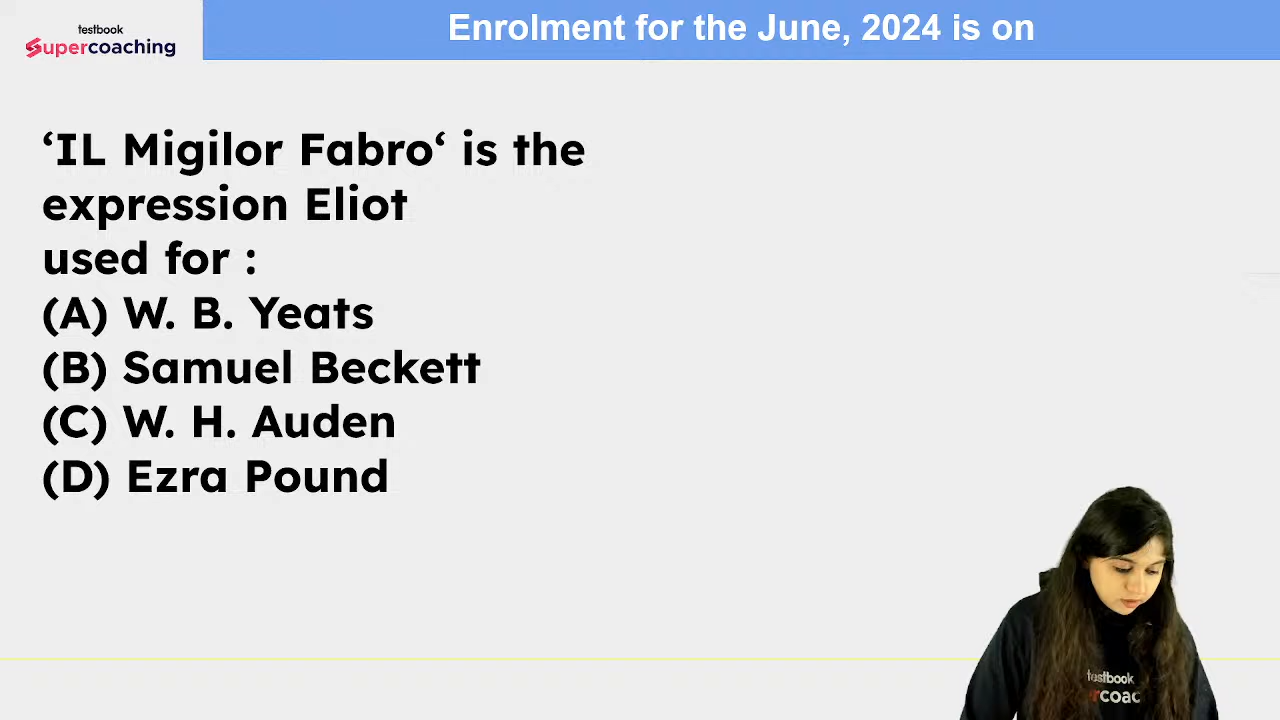 testbook
Supercoaching
Enrolment for the June, 2024 is on
‘IL Migilor Fabro‘ is the
expression Eliot
used for :
(A) W. B. Yeats
(B) Samuel Beckett
(C) W. H. Auden
(D) Ezra Pound
testbook
rcoac